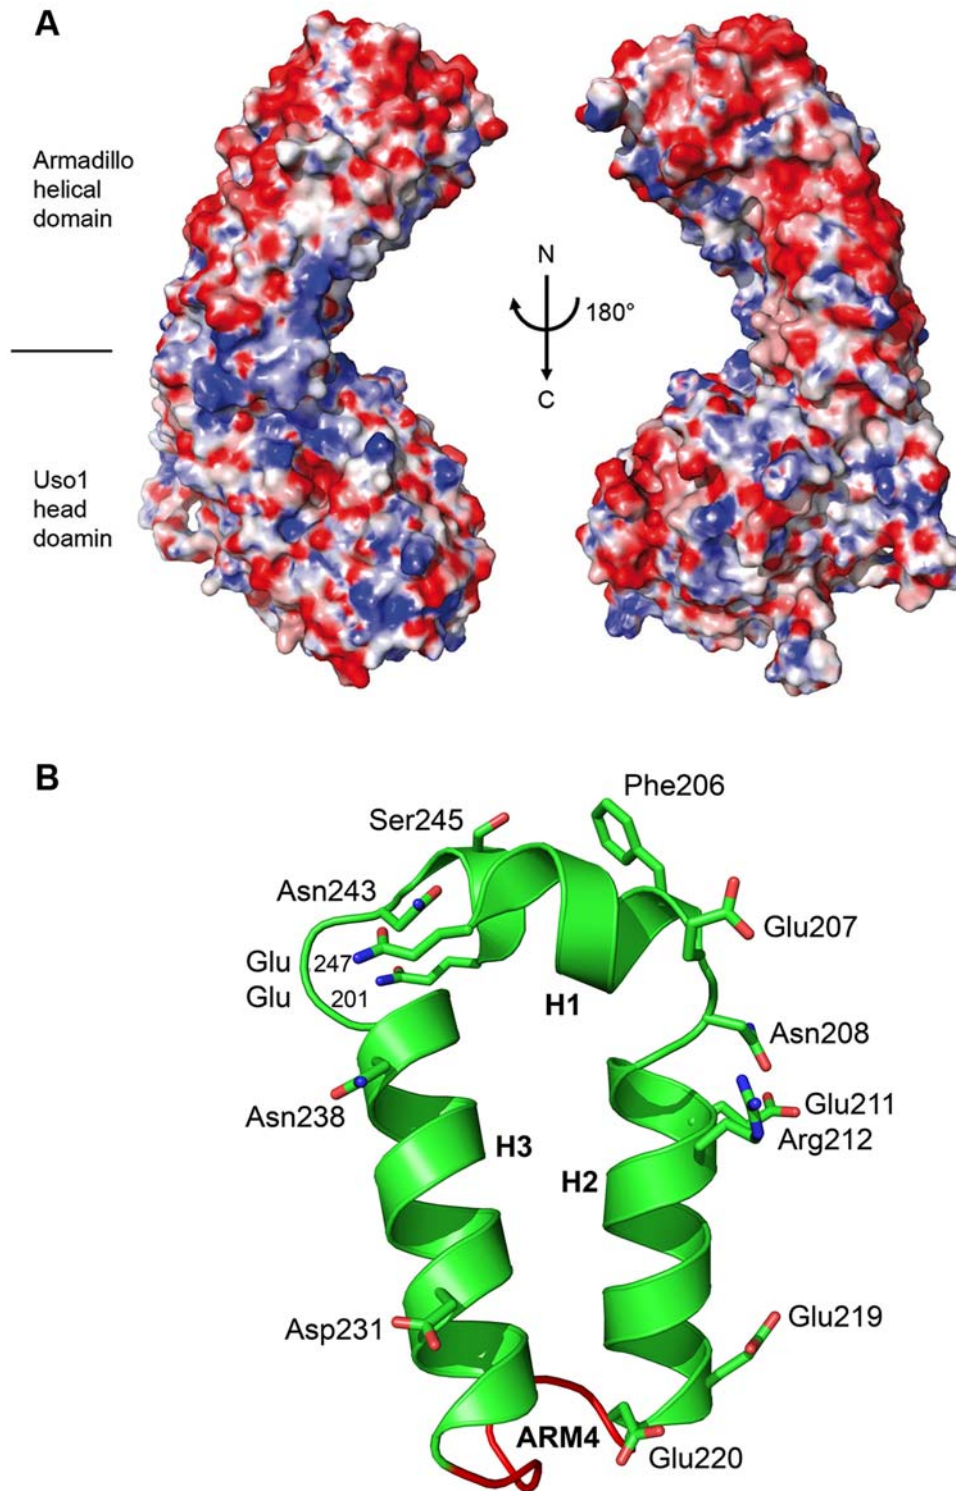 A
Armadillo
helical
domain
N
180°
C
Uso1
head
doamin
B
Phe206
Ser245
Asn243
Glu207
Glu 247
Glu 201
H1
Asn208
Glu211
Asn238
Arg212
H3
H2
Asp231
Glu219
ARM4
Glu220